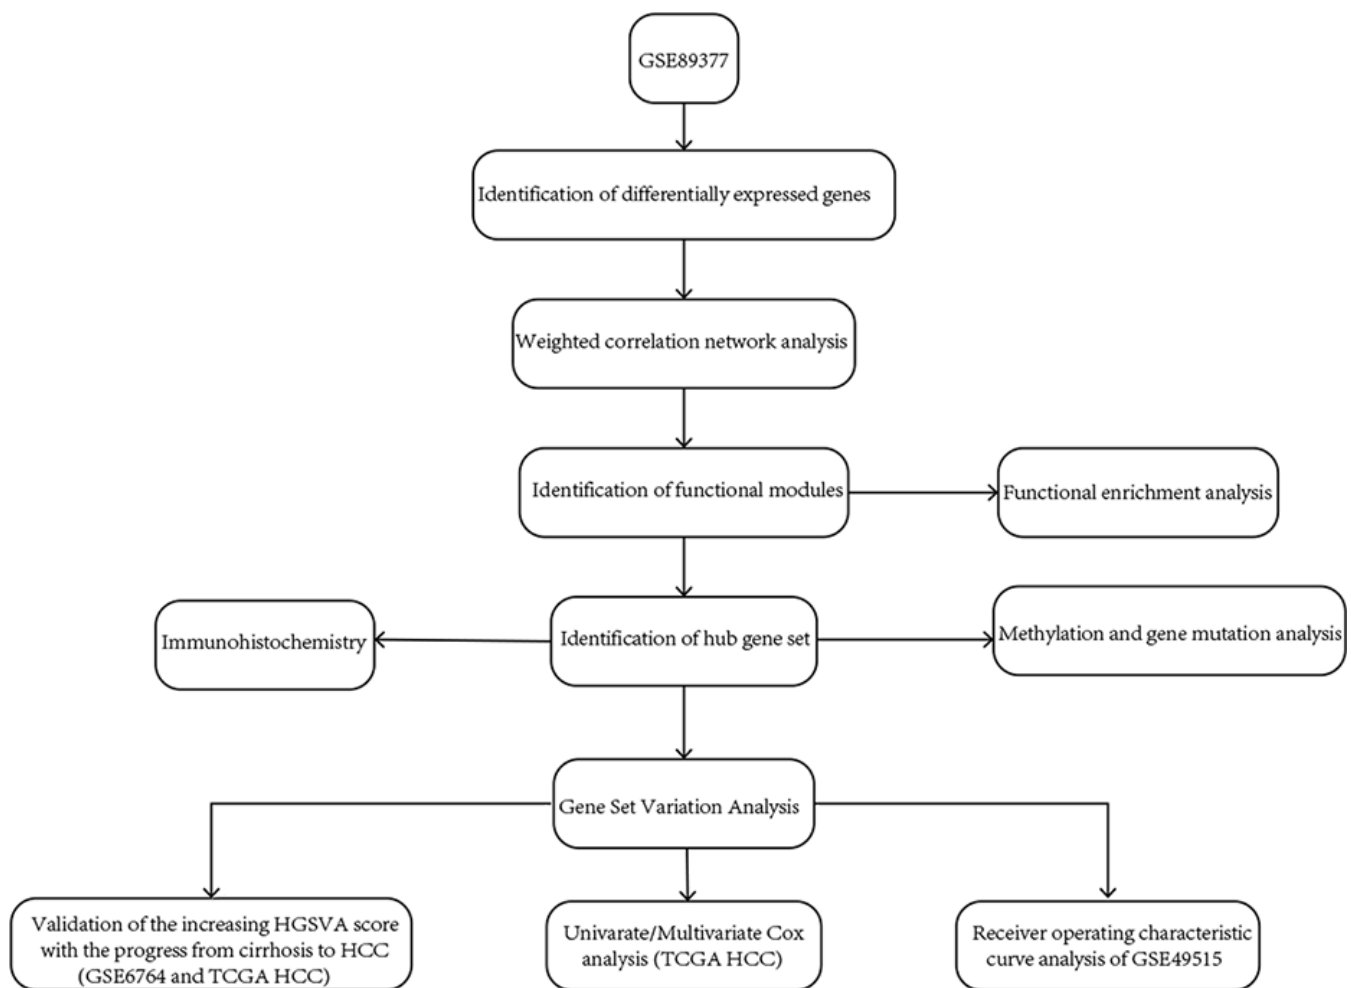 GSE89377
Identification of differentially expressed genes
Weighted correlation network analysis
Identification of functional modules
Functional enrichment analysis
Immunohistochemistry
Identification of hub gene set
Methylation and gene mutation analysis
Gene Set Variation Analysis
Validation of the increasing HGSVA score
with the progress from cirrhosis to HCC
(GSE6764 and TCGA HCC)
Univarate/Multivariate Cox
analysis (TCGA HCC)
Receiver operating characteristic
curve analysis of GSE49515